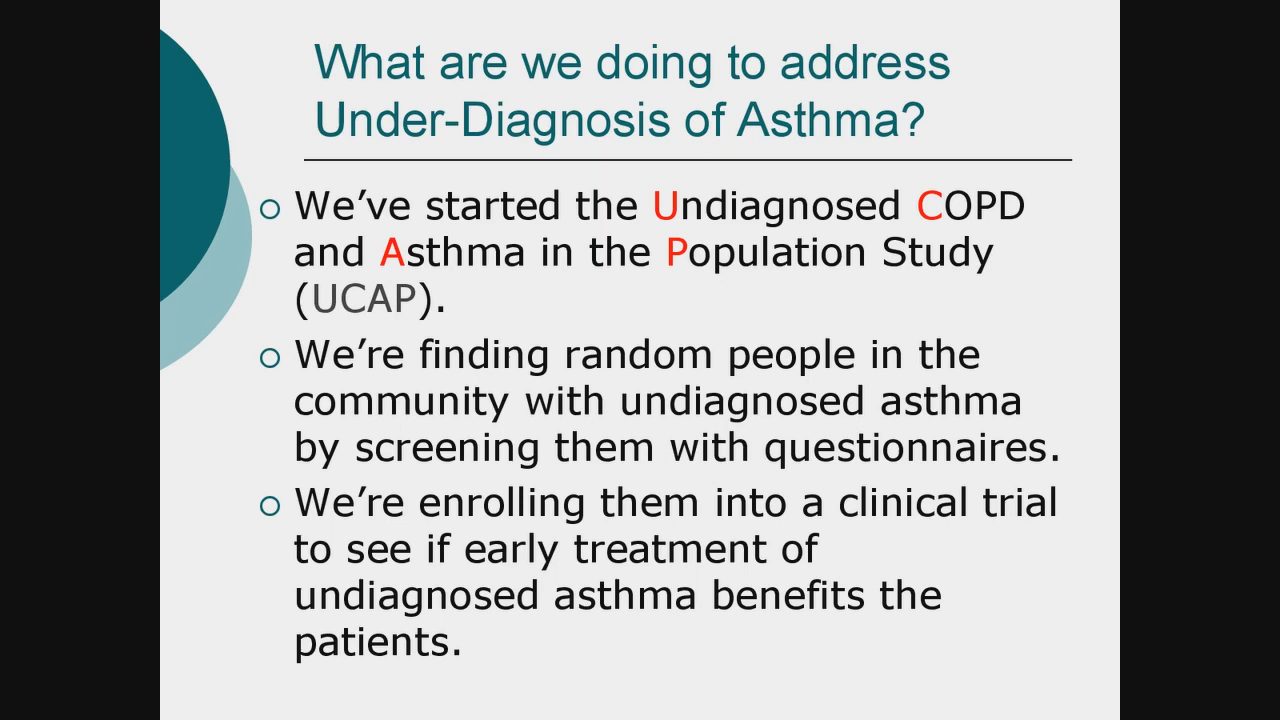 What are we doing to address
Under-Diagnosis of Asthma?
We’ve started the Undiagnosed COPD
and Asthma in the Population Study
(UCAP).
We’re finding random people in the
community with undiagnosed asthma
by screening them with questionnaires.
We’re enrolling them into a clinical trial
to see if early treatment of
undiagnosed asthma benefits the
patients.